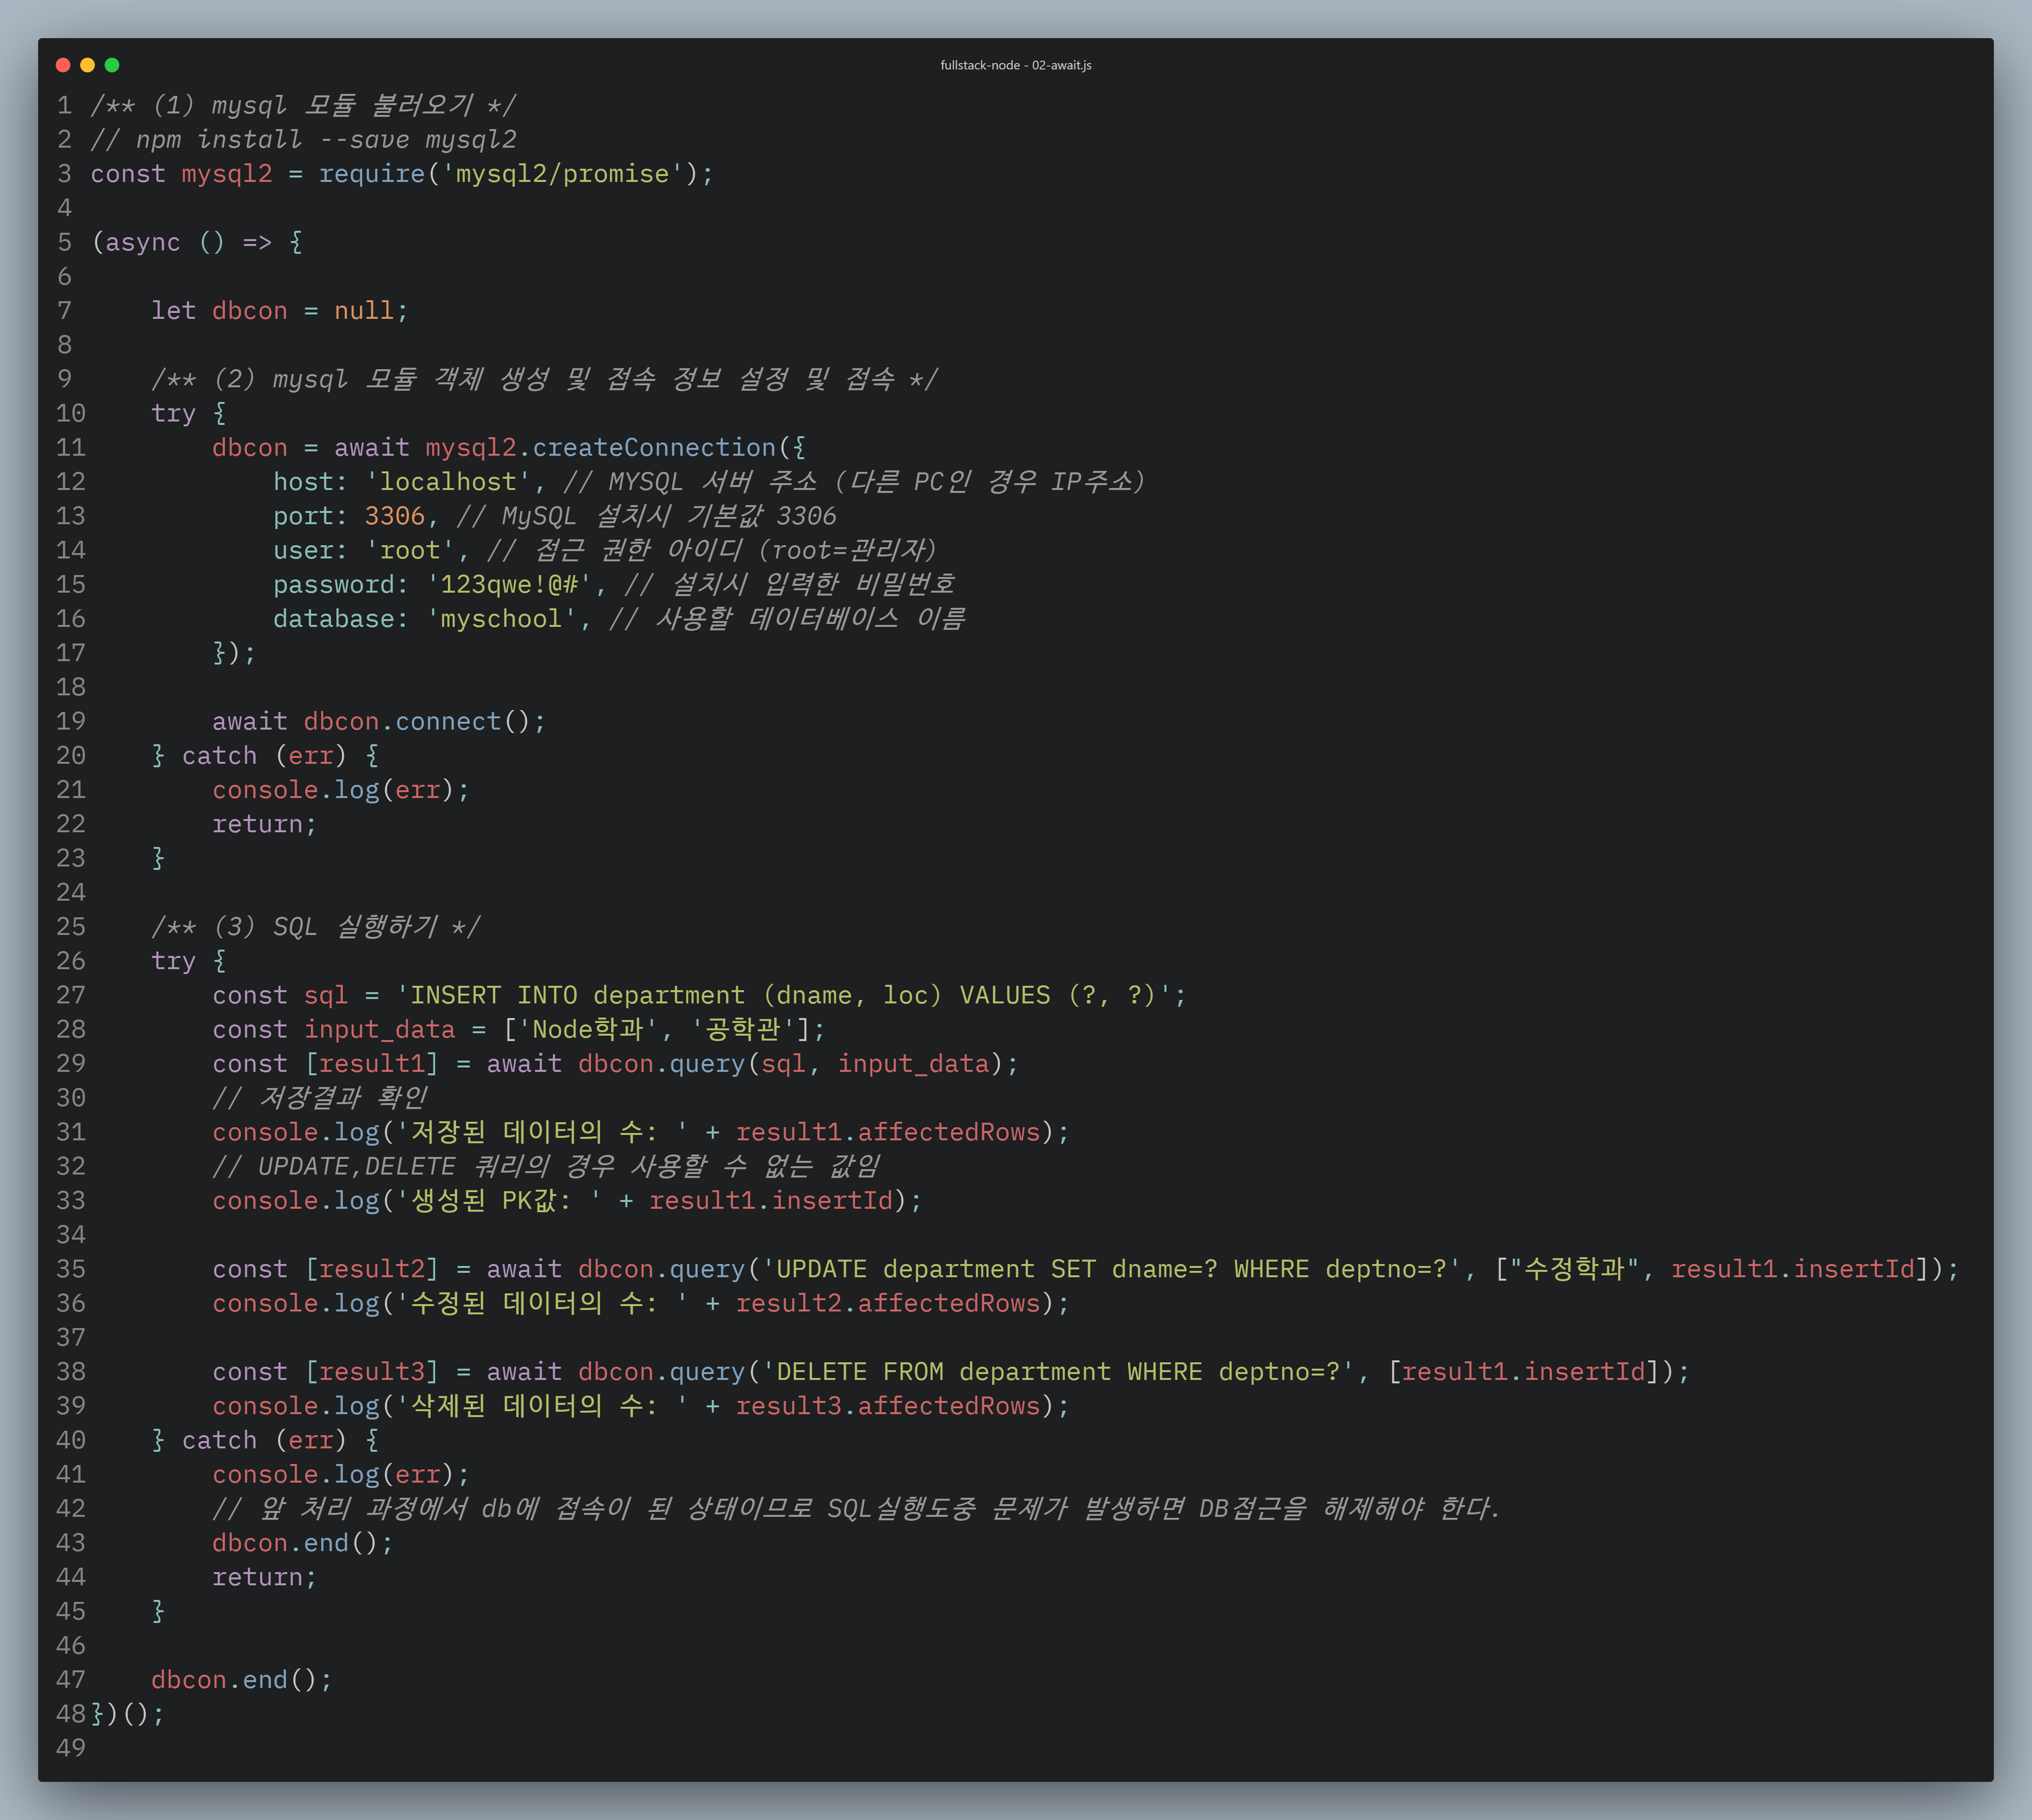 fullstack-node - 02-await.js
1 /** (1) mysql 모듈 불러오기 */
2 // npm install --save mysql2
3 const mysql2 = require('mysql2/promise');
4
5 (async () => {
6
7     let dbcon = null;
8
9     /** (2) mysql 모듈 객체 생성 및 접속 정보 설정 및 접속 */
10     try {
11         dbcon = await mysql2.createConnection({
12             host: 'localhost', // MYSQL 서버 주소 (다른 PC인 경우 IP주소)
13             port: 3306, // MySQL 설치시 기본값 3306
14             user: 'root', // 접근 권한 아이디 (root=관리자)
15             password: '123qwe!@#', // 설치시 입력한 비밀번호
16             database: 'myschool', // 사용할 데이터베이스 이름
17         });
18
19         await dbcon.connect();
20     } catch (err) {
21         console.log(err);
22         return;
23     }
24
25     /** (3) SQL 실행하기 */
26     try {
27         const sql = 'INSERT INTO department (dname, loc) VALUES (?, ?)';
28         const input_data = ['Node학과', '공학관'];
29         const [result1] = await dbcon.query(sql, input_data);
30         // 저장결과 확인
31         console.log('저장된 데이터의 수: ' + result1.affectedRows);
32         // UPDATE,DELETE 쿼리의 경우 사용할 수 없는 값임
33         console.log('생성된 PK값: ' + result1.insertId);
34
35         const [result2] = await dbcon.query('UPDATE department SET dname=? WHERE deptno=?', ["수정학과", result1.insertId]);
36         console.log('수정된 데이터의 수: ' + result2.affectedRows);
37
38         const [result3] = await dbcon.query('DELETE FROM department WHERE deptno=?', [result1.insertId]);
39         console.log('삭제된 데이터의 수: ' + result3.affectedRows);
40     } catch (err) {
41         console.log(err);
42         // 앞 처리 과정에서 db에 접속이 된 상태이므로 SQL실행도중 문제가 발생하면 DB접근을 해제해야 한다.
43         dbcon.end();
44         return;
45     }
46
47     dbcon.end();
48 })();
49